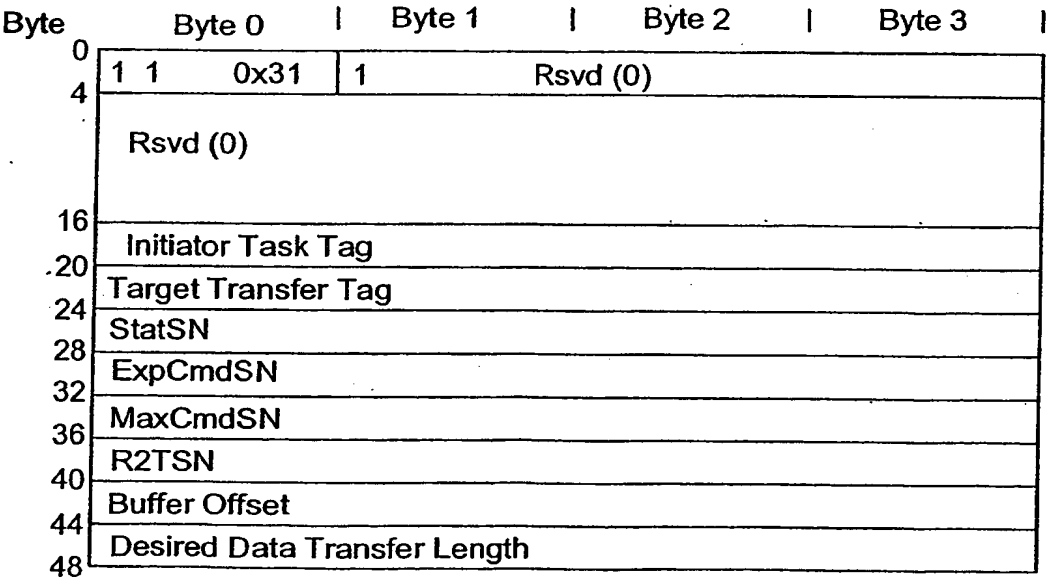 Byte Byte 0 | Byte 1 | Byte 2 | Byte 3 |
0
1 1 0x31 1 Rsvd (0)
4
Rsvd (0)
16
Initiator Task Tag
20
Target Transfer Tag
24
StatSN
28
ExpCmdSN
32
MaxCmdSN
36
R2TSN
40
Buffer Offset
44
Desired Data Transfer Length
48